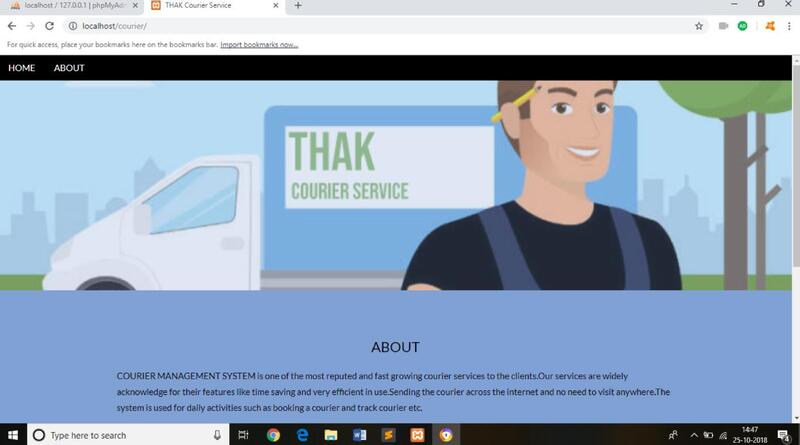 localhost / 127.0.0.1 | phpMyAdm
THAK Courier Service
localhost/courier/
For quick access, place your bookmarks here on the bookmarks bar. Import bookmarks now...
HOME ABOUT
THAK
COURIER SERVICE
ABOUT
COURIER MANAGEMENT SYSTEM is one of the most reputed and fast growing courier services to the clients.Our services are widely
acknowledge for their features like time saving and very efficient in use.Sending the courier across the internet and no need to visit anywhere.The
system is used for daily activities such as booking a courier and track courier etc.
Type here to search
14:47
25-10-2018